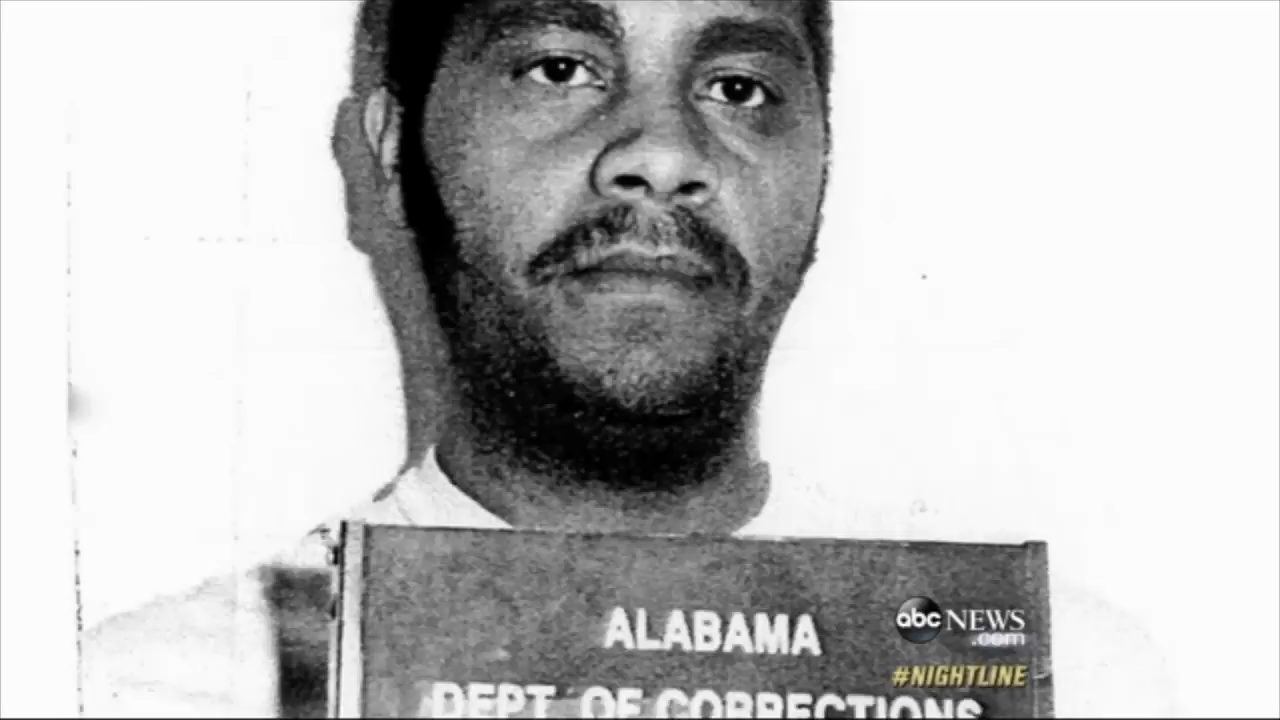 ALABAMA
DEPT. OF CORRECTIONS
abc NEWS
.com
#NIGHTLINE